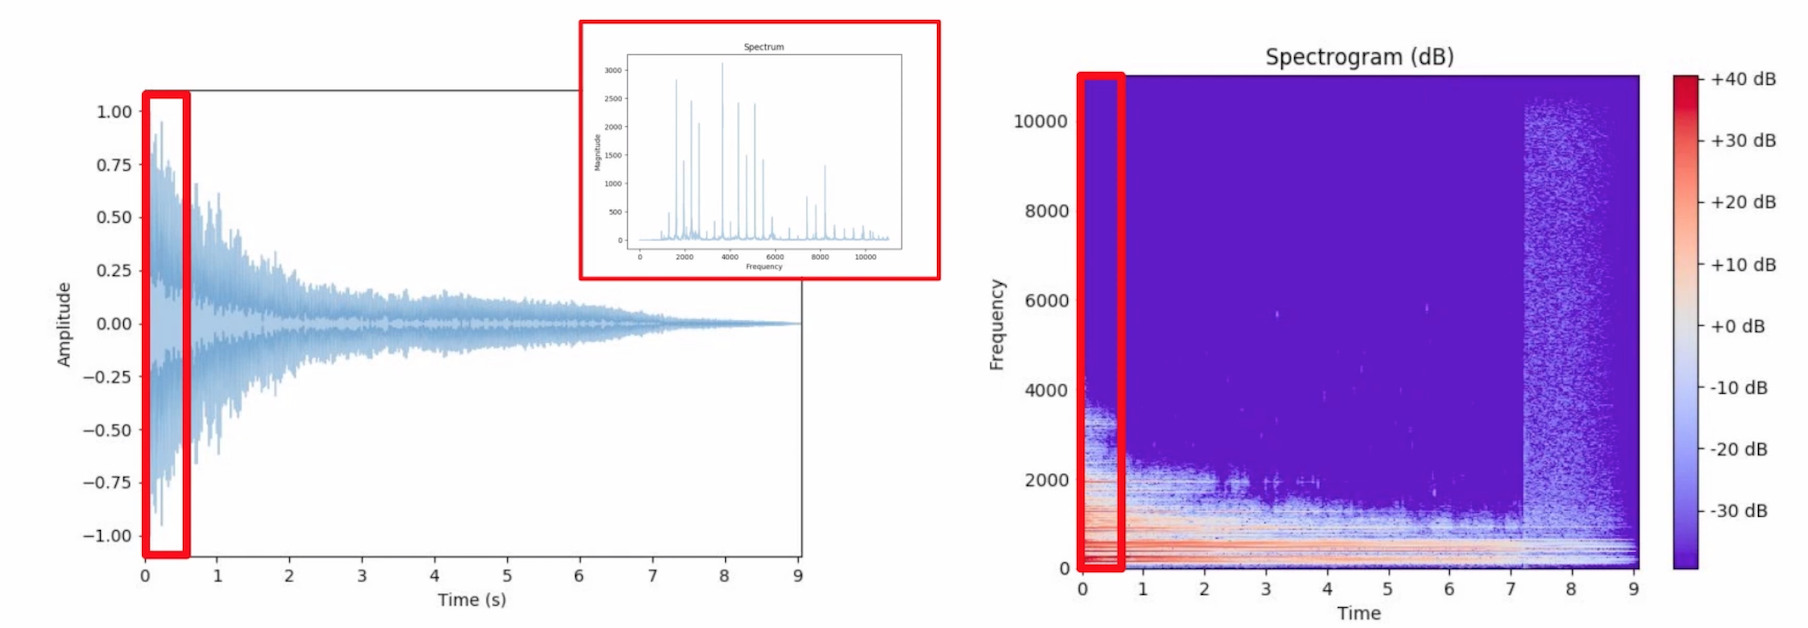 Spectrum
3000
2500
2000
1500
1000
500
0
Magnitude
0 2000 4000 6000 8000 10000
Frequency
1.00
0.75
0.50
0.25
0.00
−0.25
−0.50
−0.75
−1.00
Amplitude
0 1 2 3 4 5 6 7 8 9
Time (s)
Spectrogram (dB)
10000
8000
6000
4000
2000
0
Frequency
0 1 2 3 4 5 6 7 8 9
Time
+40 dB
+30 dB
+20 dB
+10 dB
+0 dB
-10 dB
-20 dB
-30 dB